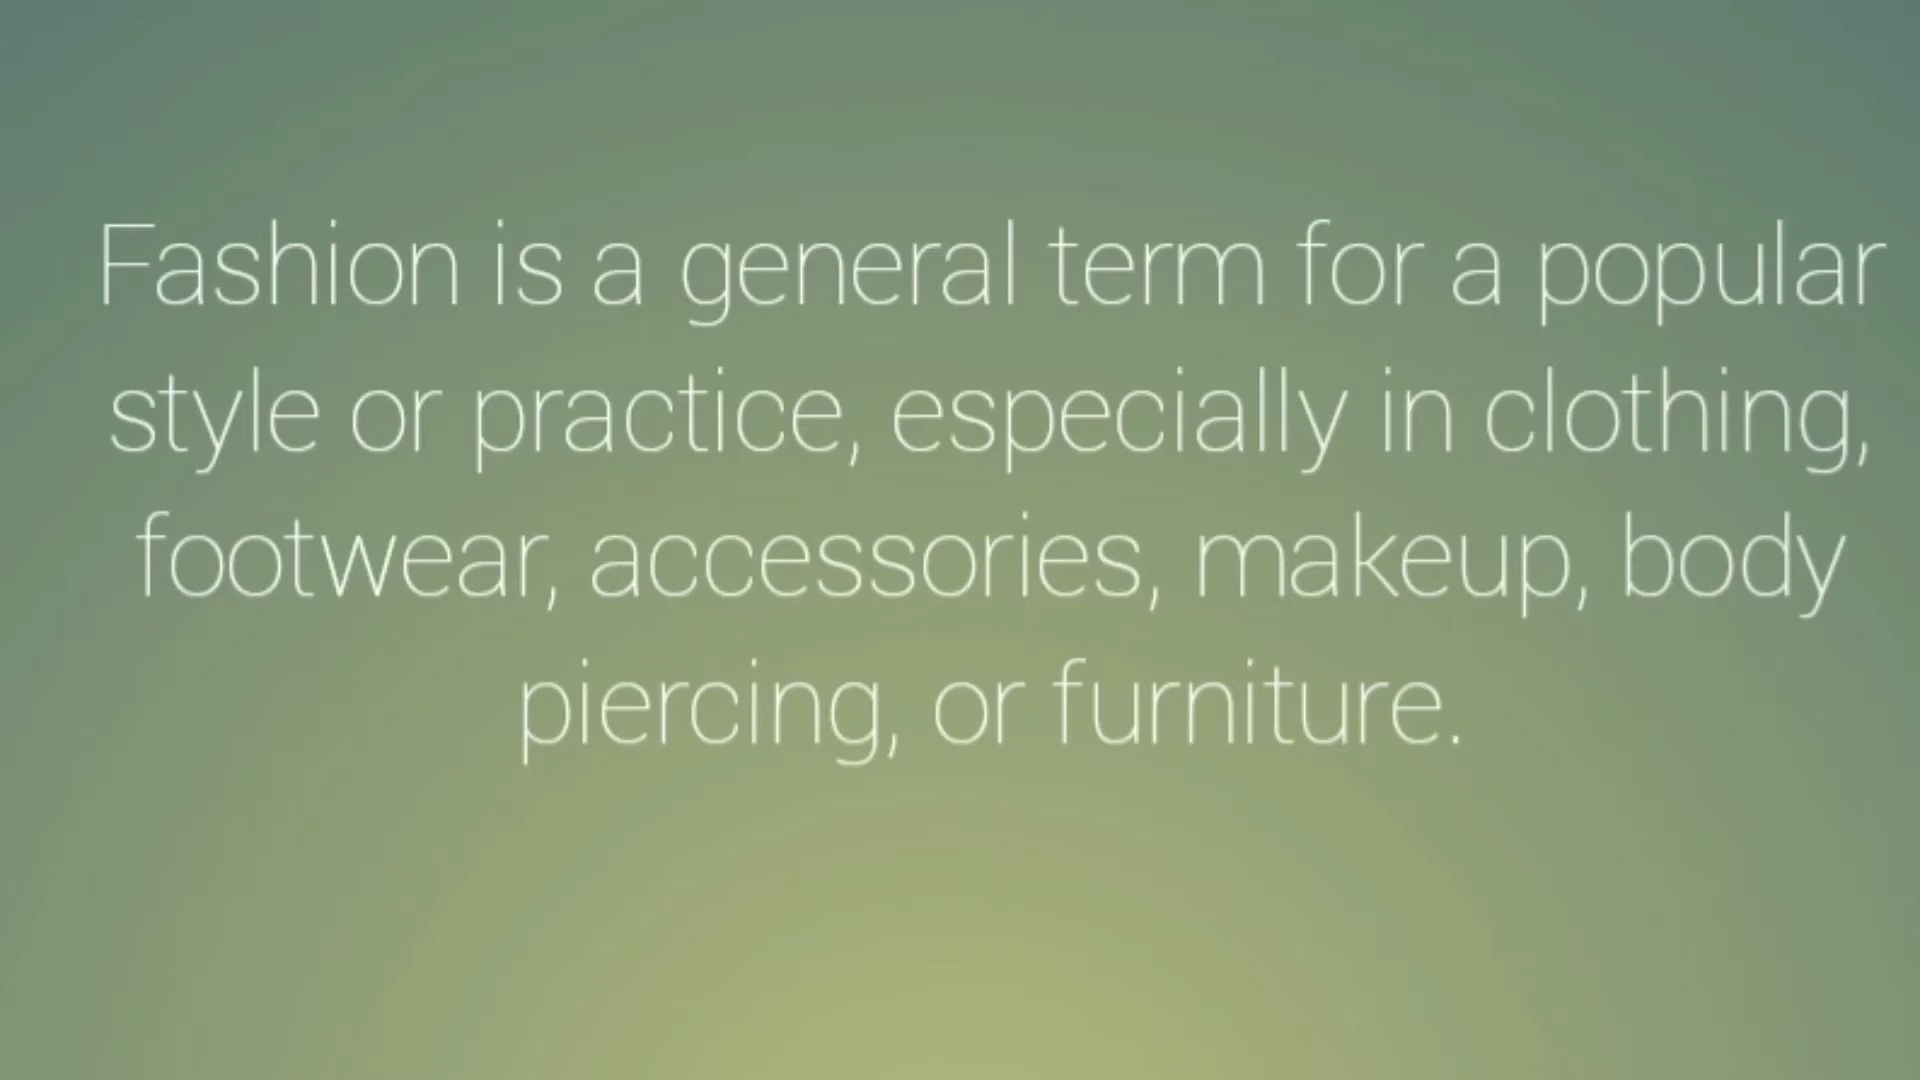 Fashion is a general term for a popular
style or practice, especially in clothing,
footwear, accessories, makeup, body
piercing, or furniture.